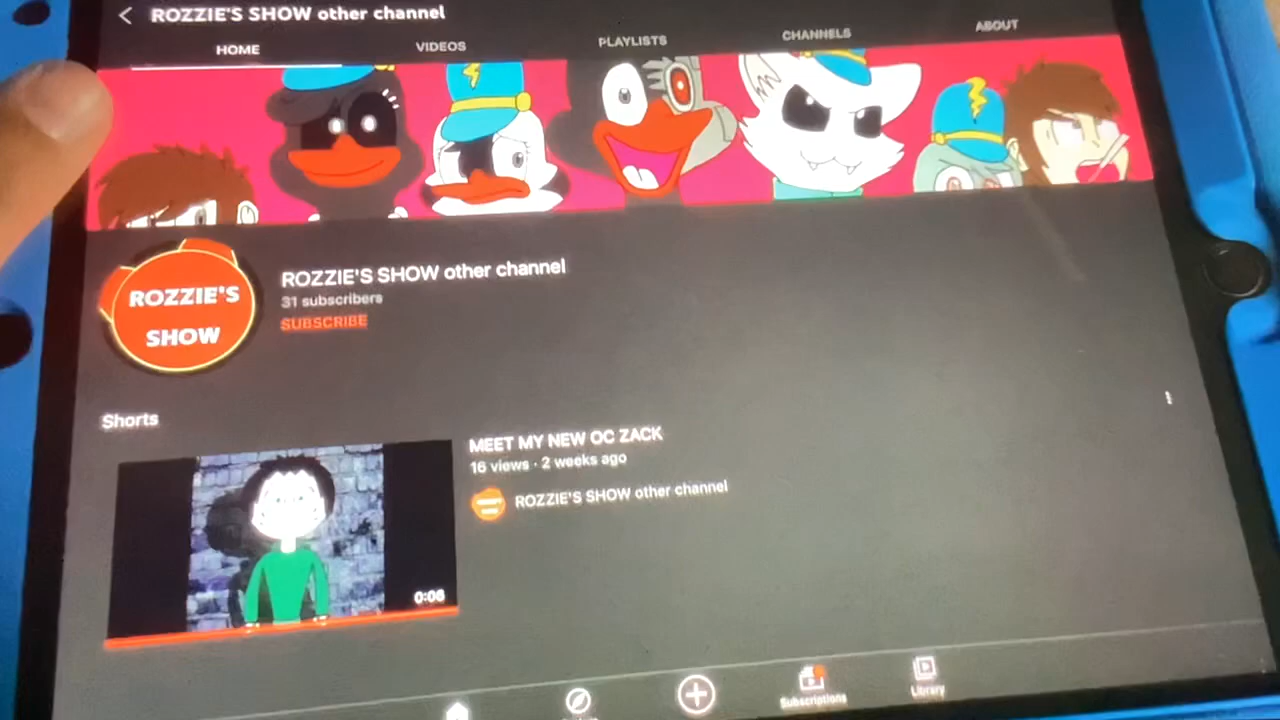 ROZZIE'S SHOW other channel
HOME
VIDEOS
PLAYLISTS
CHANNELS
ABOUT
ROZZIE'S
SHOW
ROZZIE'S SHOW other channel
31 subscribers
SUBSCRIBE
Shorts
MEET MY NEW OC ZACK
16 views · 2 weeks ago
ROZZIE'S SHOW other channel
0:06
Subscriptions
Library